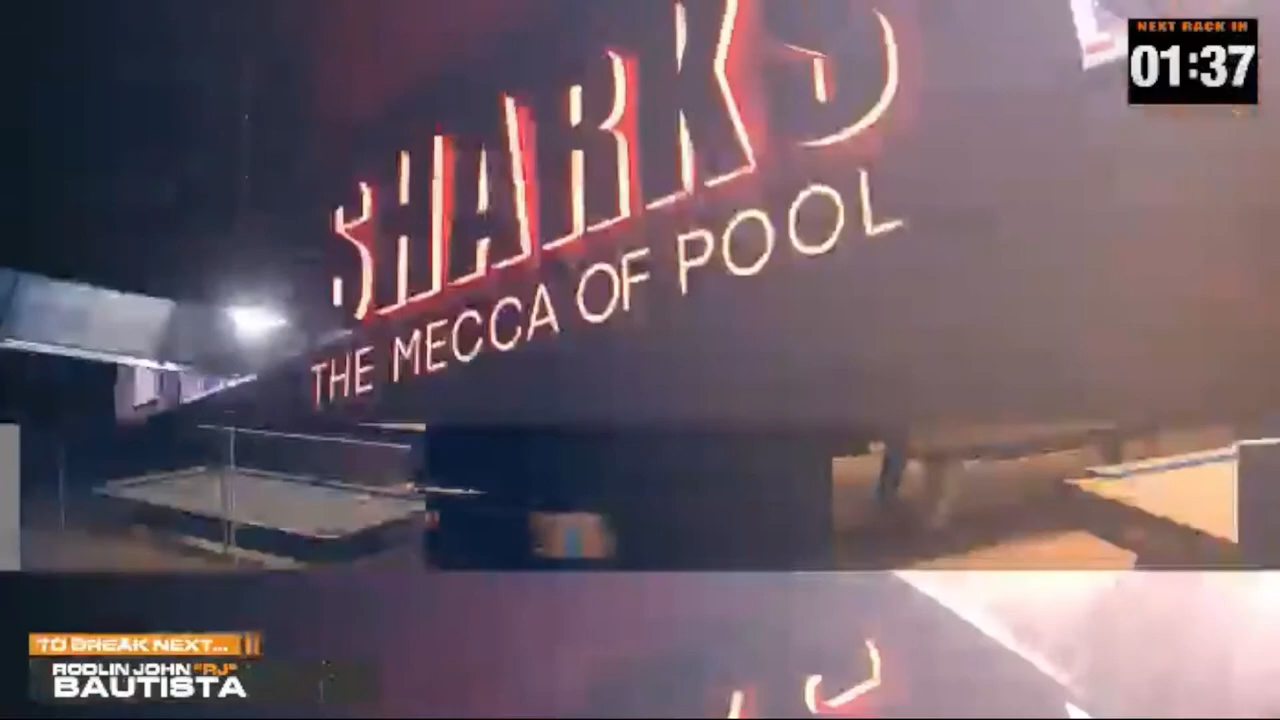 NEXT RACK IN
01:37
SHARKS
THE MECCA OF POOL
TO BREAK NEXT...
RODLIN JOHN "RJ"
BAUTISTA